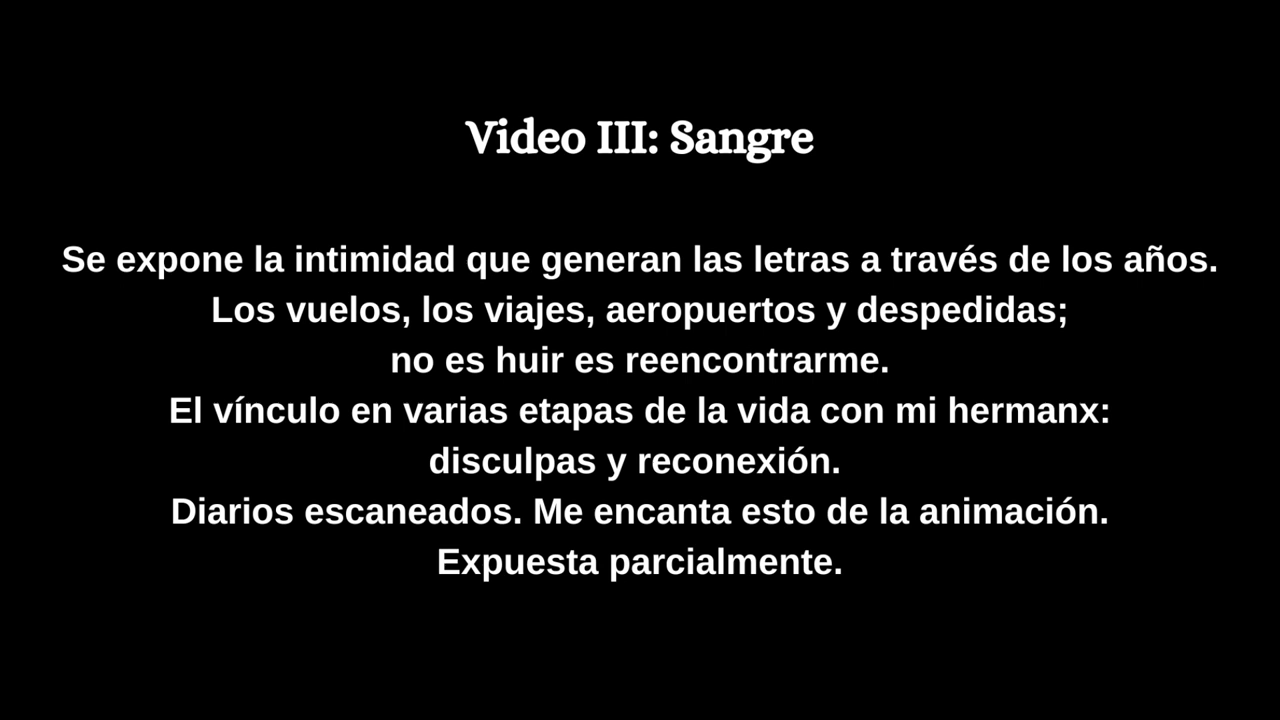 Video III: Sangre
Se expone la intimidad que generan las letras a través de los años.
Los vuelos, los viajes, aeropuertos y despedidas;
no es huir es reencontrarme.
El vínculo en varias etapas de la vida con mi hermanx:
disculpas y reconexión.
Diarios escaneados. Me encanta esto de la animación.
Expuesta parcialmente.